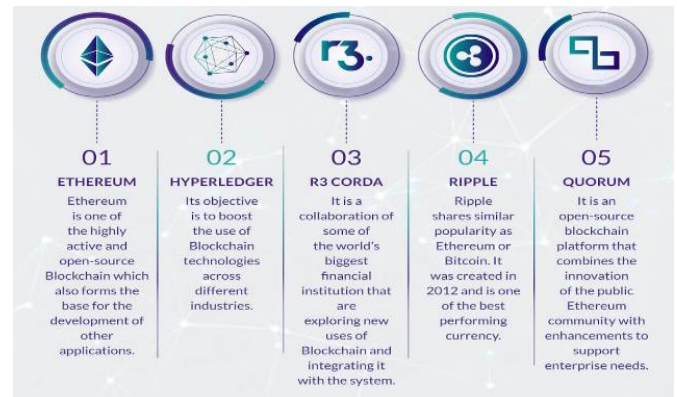 r3.
01
ETHEREUM
Ethereum
is one of
the highly
active and
open-source
Blockchain which
also forms the
base for the
development of
other
applications.
02
HYPERLEDGER
Its objective
is to boost
the use of
Blockchain
technologies
across
different
industries.
03
R3 CORDA
It is a
collaboration of
some of
the world's
biggest
financial
institution that
are
exploring new
uses of
Blockchain and
integrating it
with the system.
04
RIPPLE
Ripple
shares similar
popularity as
Ethereum or
Bitcoin. It
was created in
2012 and is one
of the best
performing
currency.
05
QUORUM
It is an
open-source
blockchain
platform that
combines the
innovation
of the public
Ethereum
community with
enhancements to
support
enterprise needs.